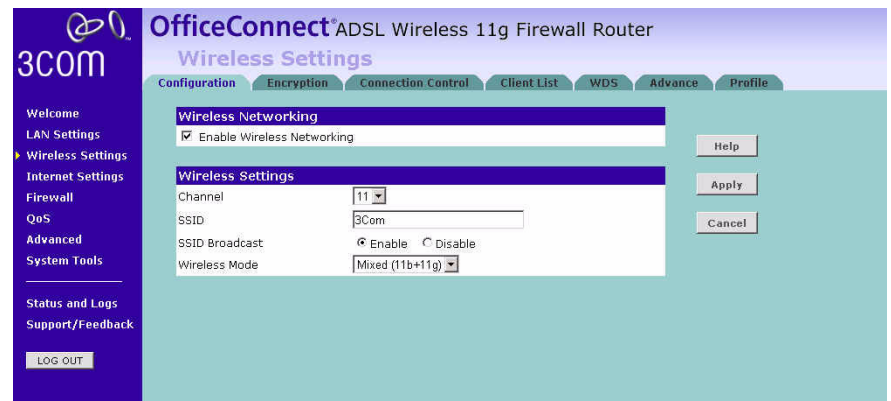 3COM
OfficeConnect® ADSL Wireless 11g Firewall Router
Wireless Settings
Configuration Encryption Connection Control Client List WDS Advance Profile
Welcome
LAN Settings
Wireless Settings
Internet Settings
Firewall
QoS
Advanced
System Tools
Status and Logs
Support/Feedback
LOG OUT
Wireless Networking
Enable Wireless Networking
Wireless Settings
Channel 11
SSID 3Com
SSID Broadcast Enable Disable
Wireless Mode Mixed (11b+11g)
Help
Apply
Cancel